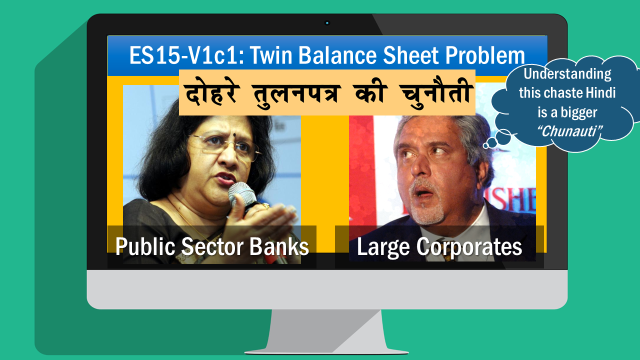 ES15-V1c1: Twin Balance Sheet Problem
दोहरे तुलनपत्र की चुनौती
Understanding
this chaste Hindi
is a bigger
“Chunauti”
Public Sector Banks
Large Corporates